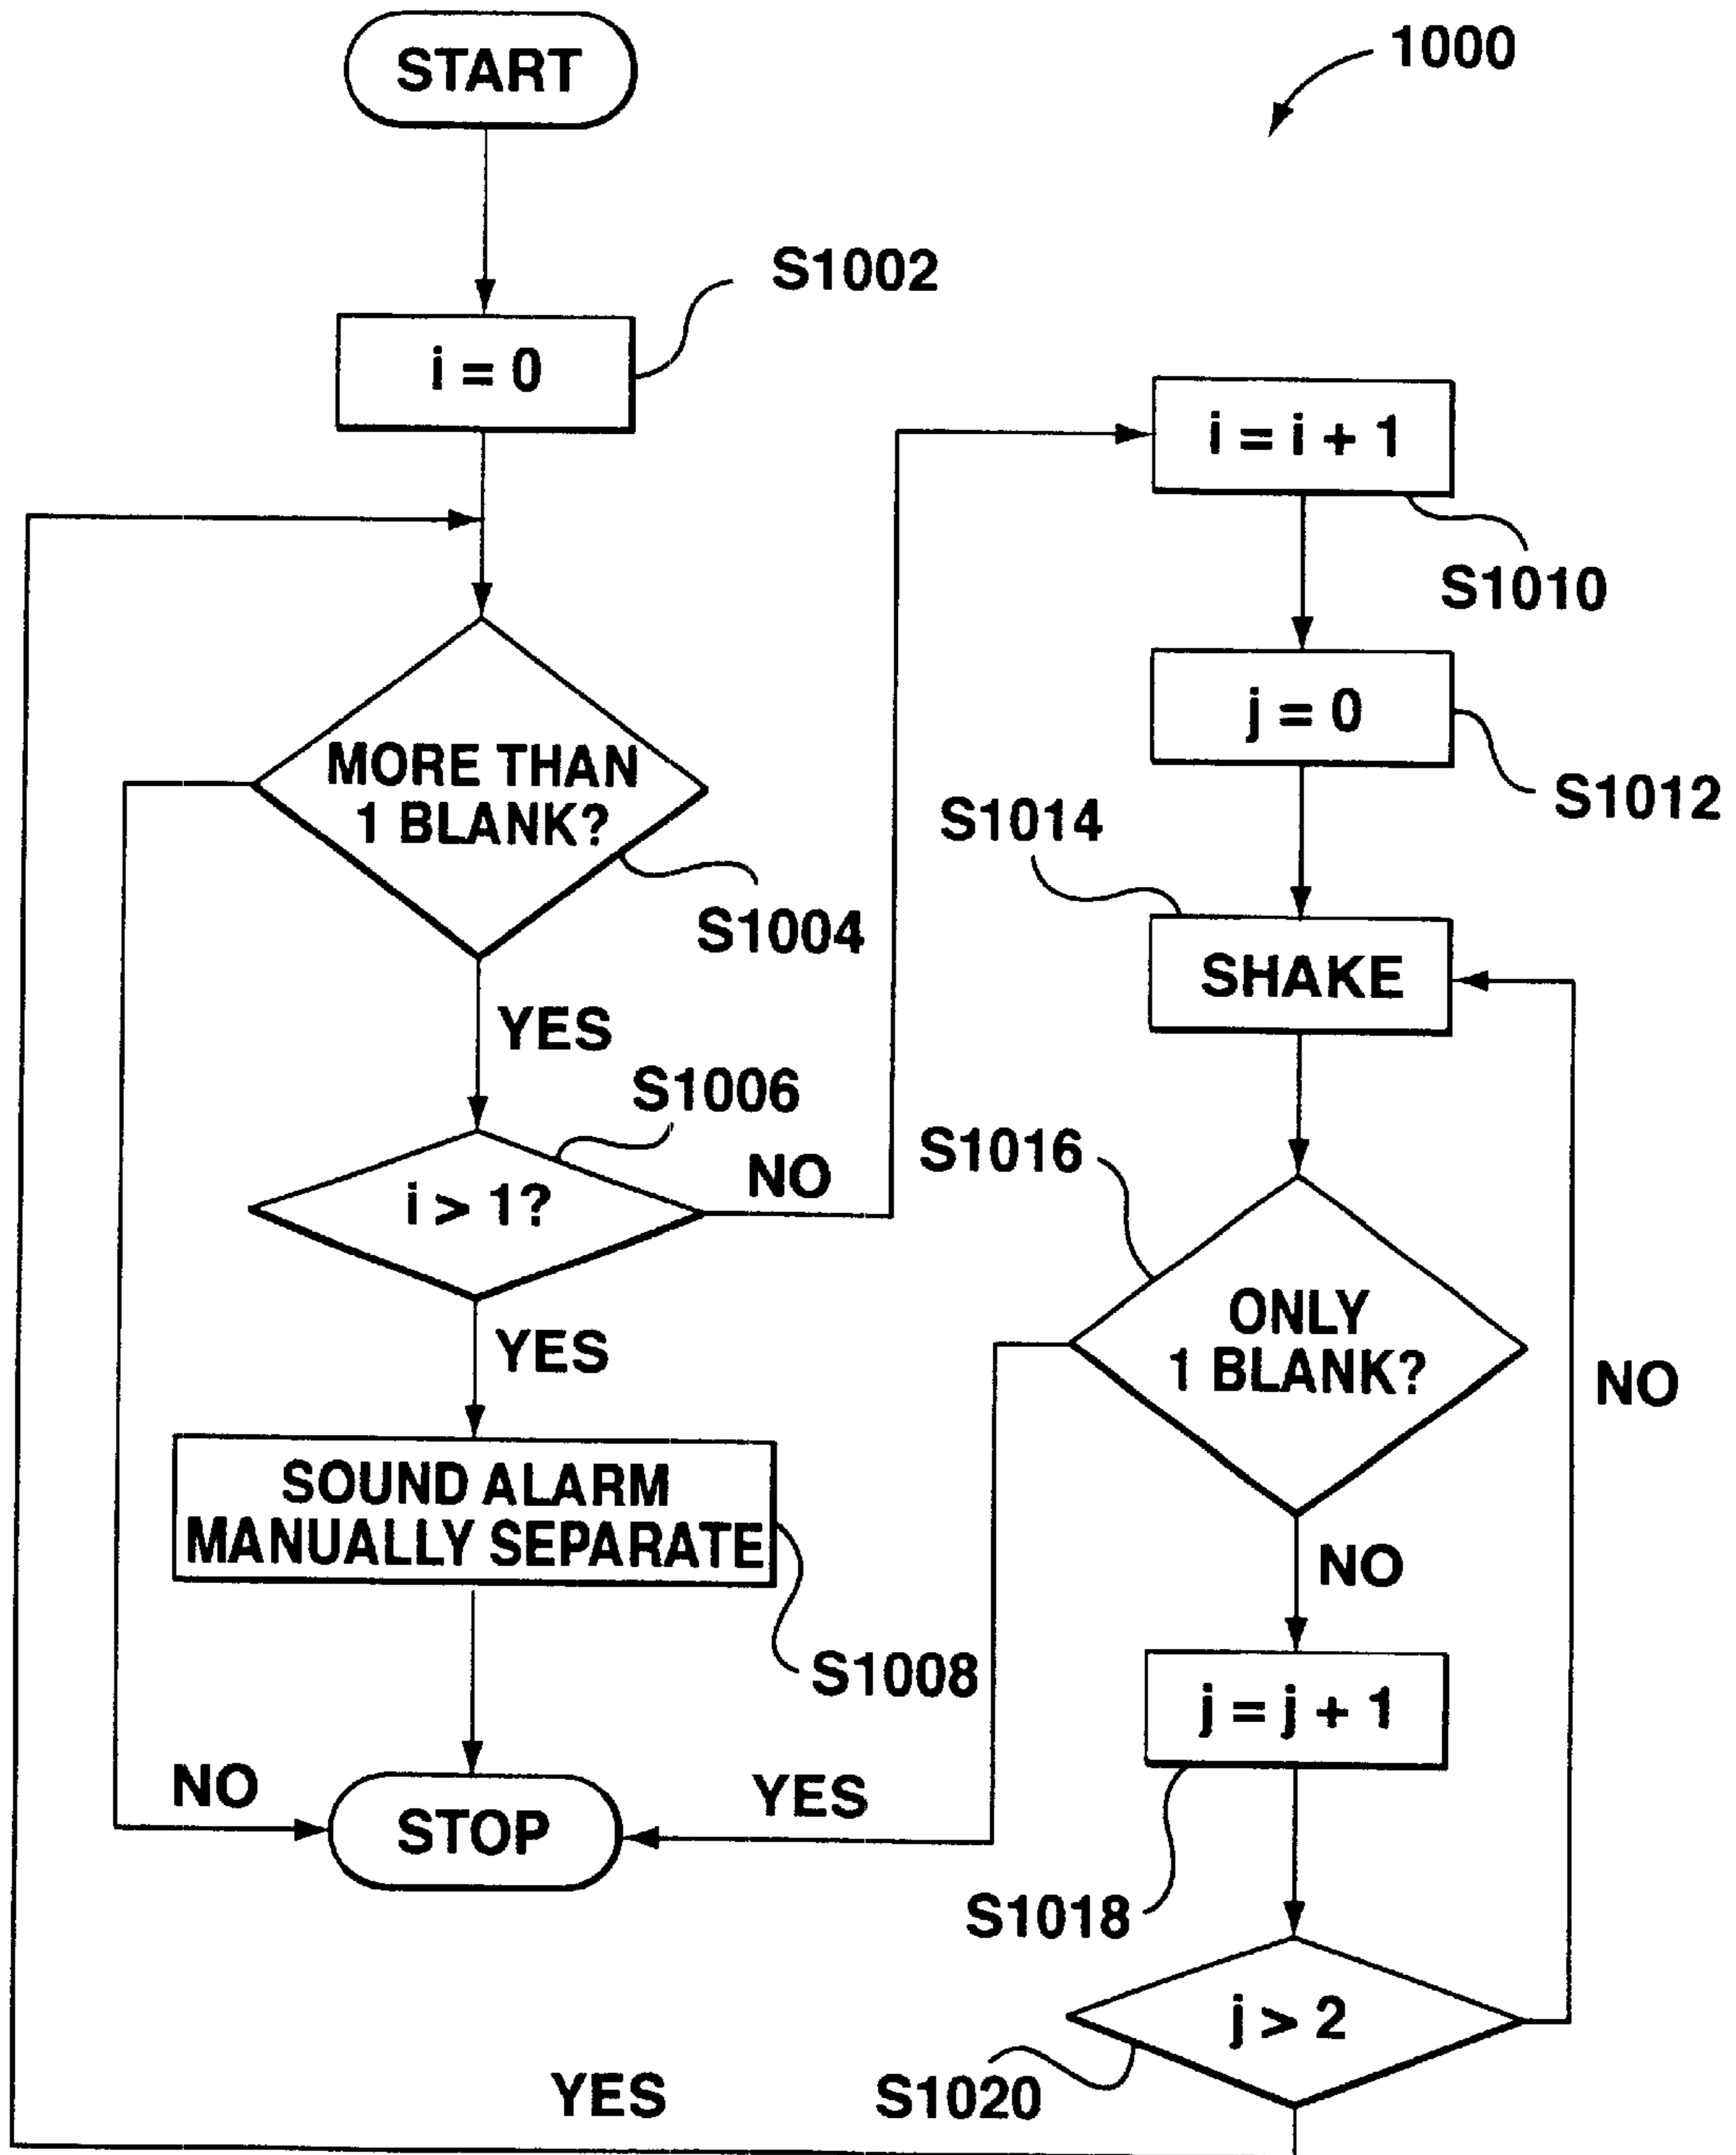 START
1000
S1002
i = 0
i = i + 1
S1010
j = 0
S1012
MORE THAN
1 BLANK?
S1004
S1014
SHAKE
YES
S1006
i > 1?
NO
S1016
ONLY
1 BLANK?
NO
YES
SOUND ALARM
MANUALLY SEPARATE
S1008
NO
j = j + 1
NO
STOP
YES
S1018
j > 2
S1020
YES